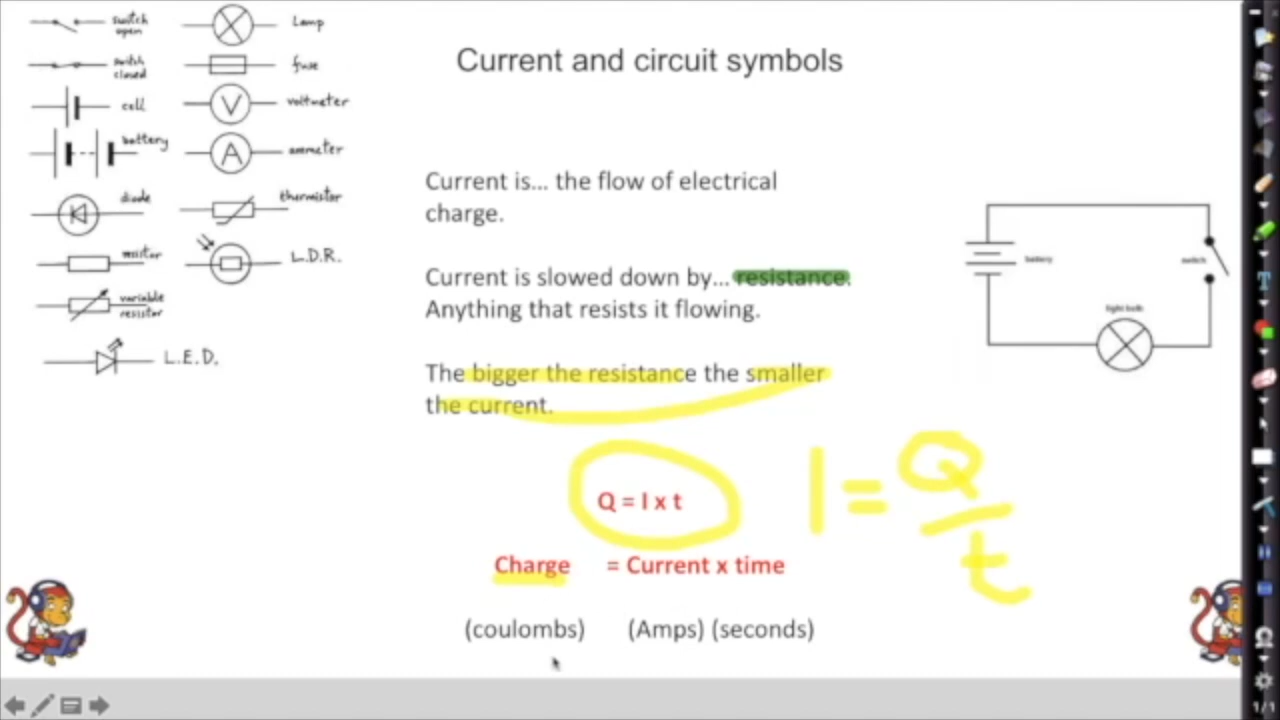 switch
open
Lamp
switch
closed
fuse
cell
voltmeter
battery
ammeter
diode
thermistor
resistor
L.D.R.
variable
resistor
L.E.D.
Current and circuit symbols
Current is... the flow of electrical
charge.
Current is slowed down by... resistance.
Anything that resists it flowing.
The bigger the resistance the smaller
the current.
Q = I x t
I = Q
t
Charge = Current x time
(coulombs) (Amps) (seconds)
battery
switch
light bulb
V
A
T
1/1